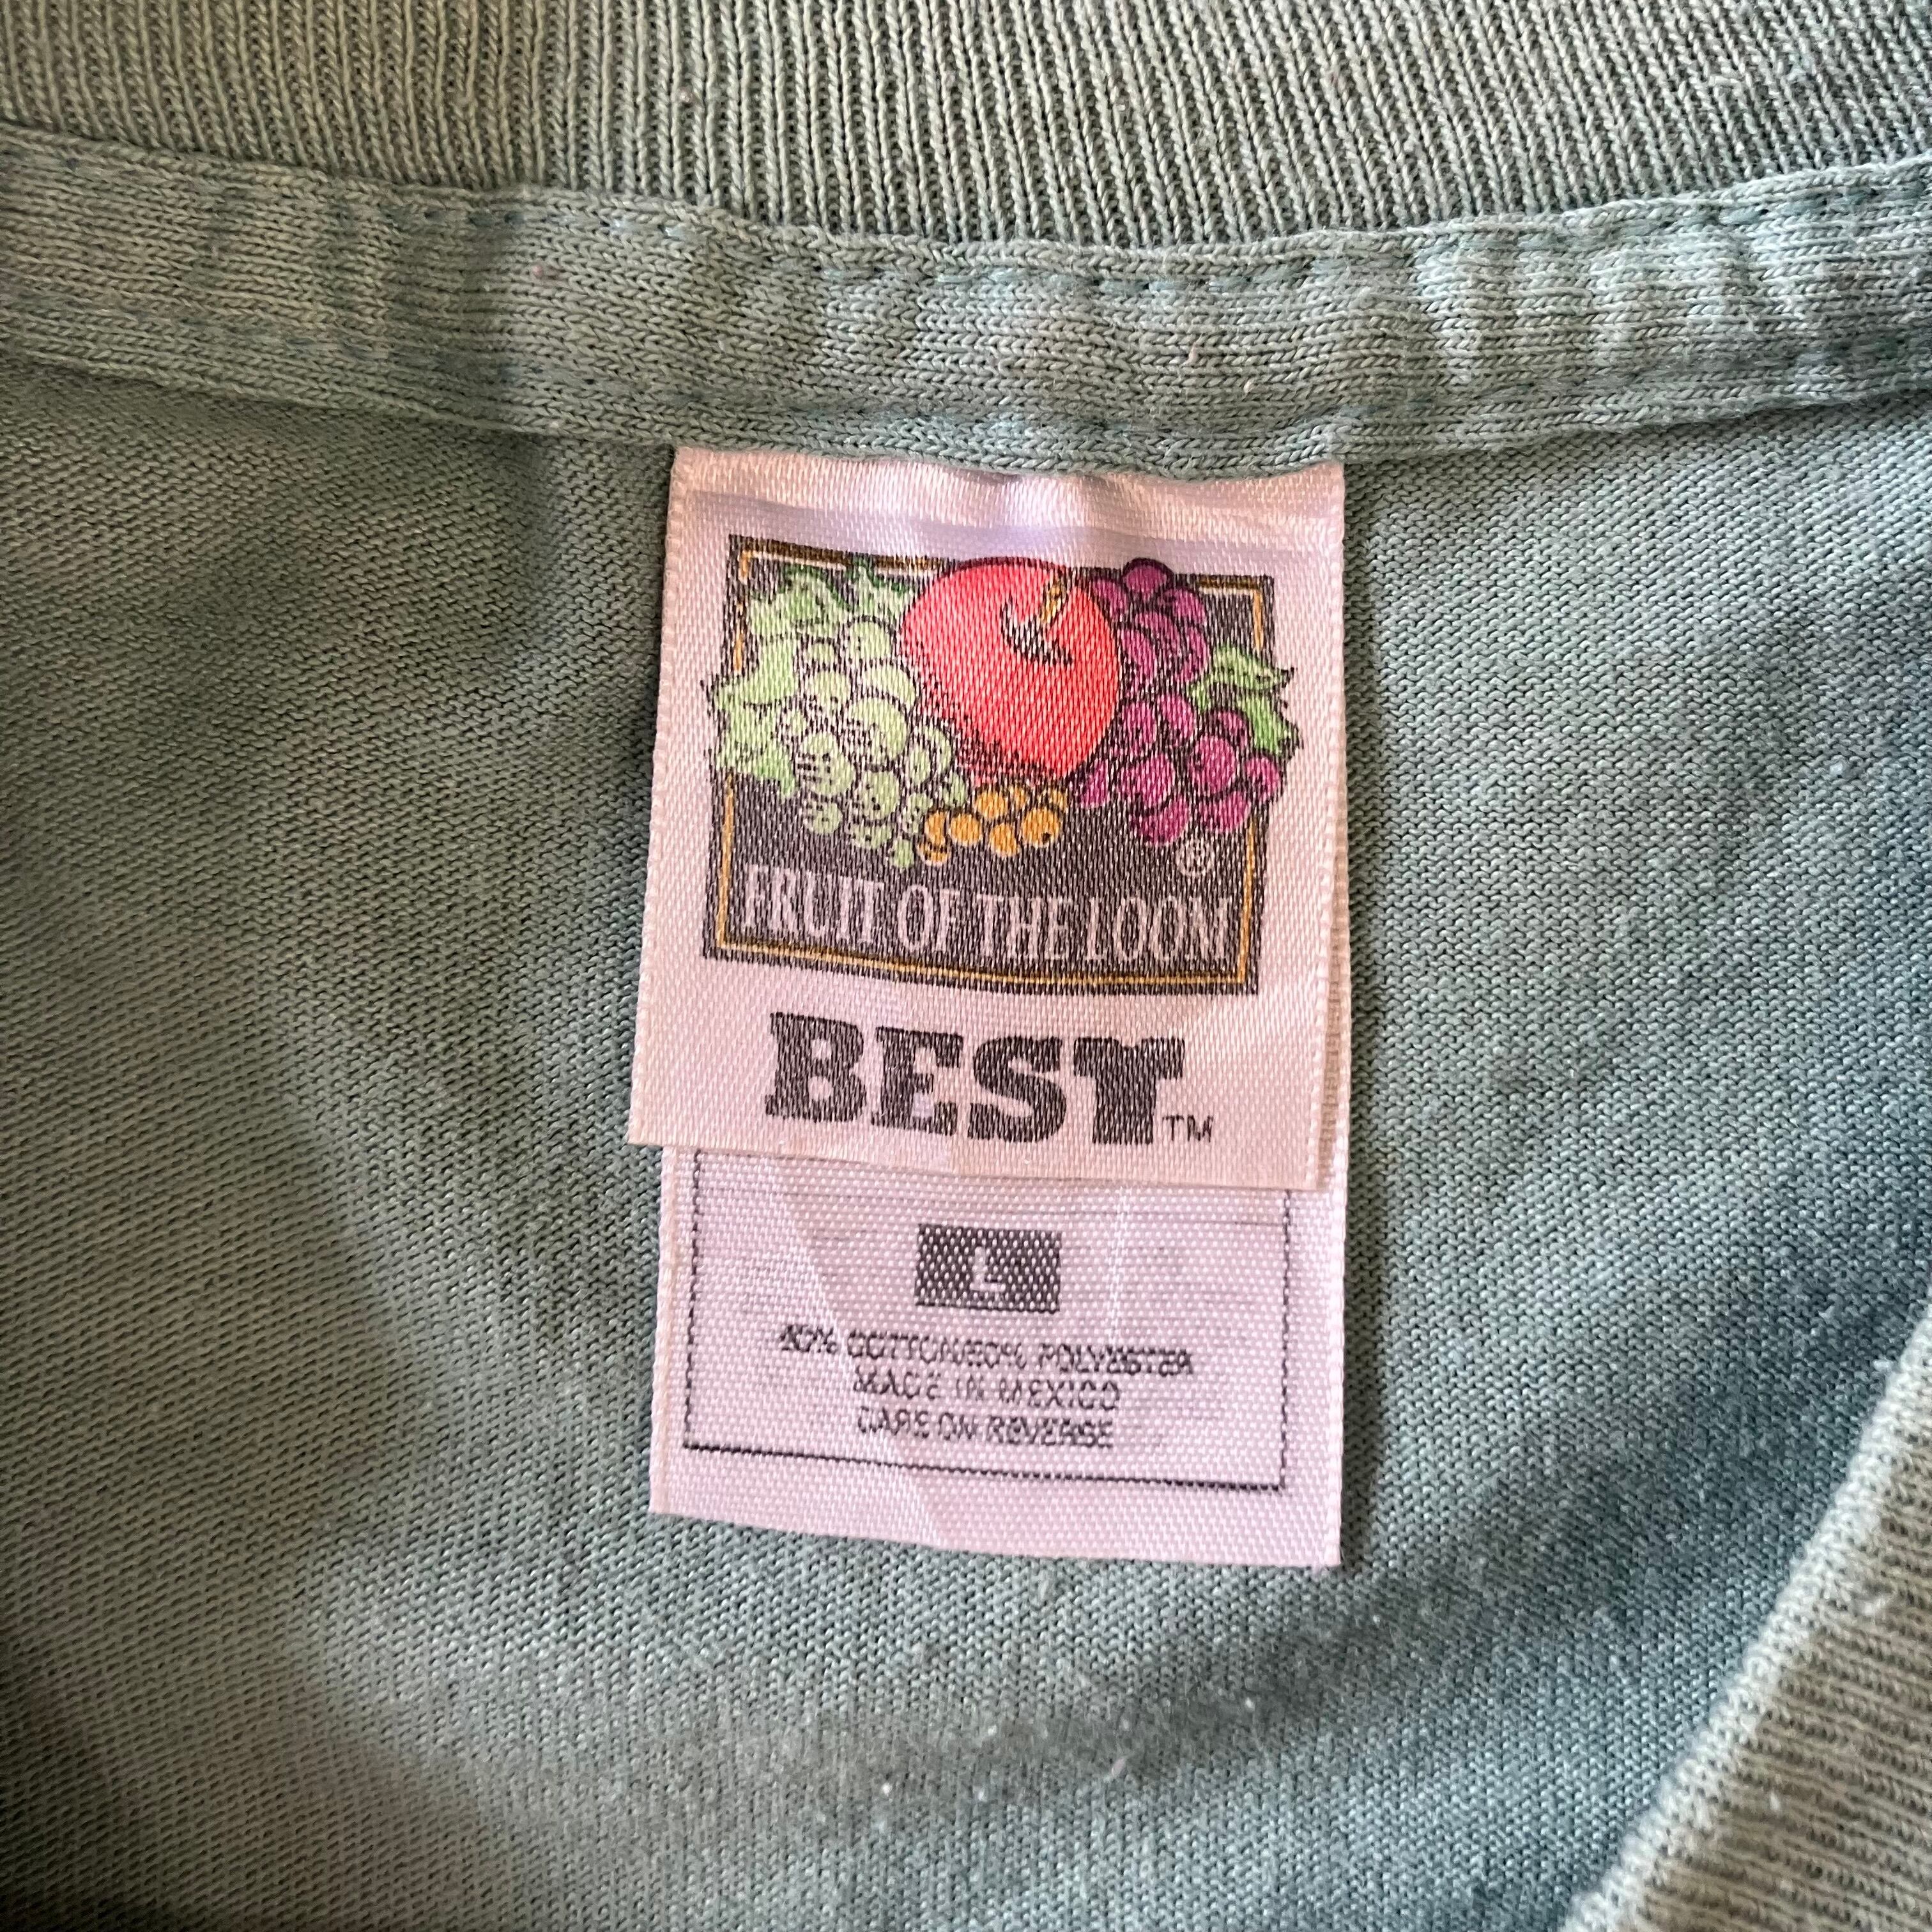 ®
FRUIT OF THE LOOM
BEST™
L
50% COTTON/50% POLYESTER
MADE IN MEXICO
CARE ON REVERSE